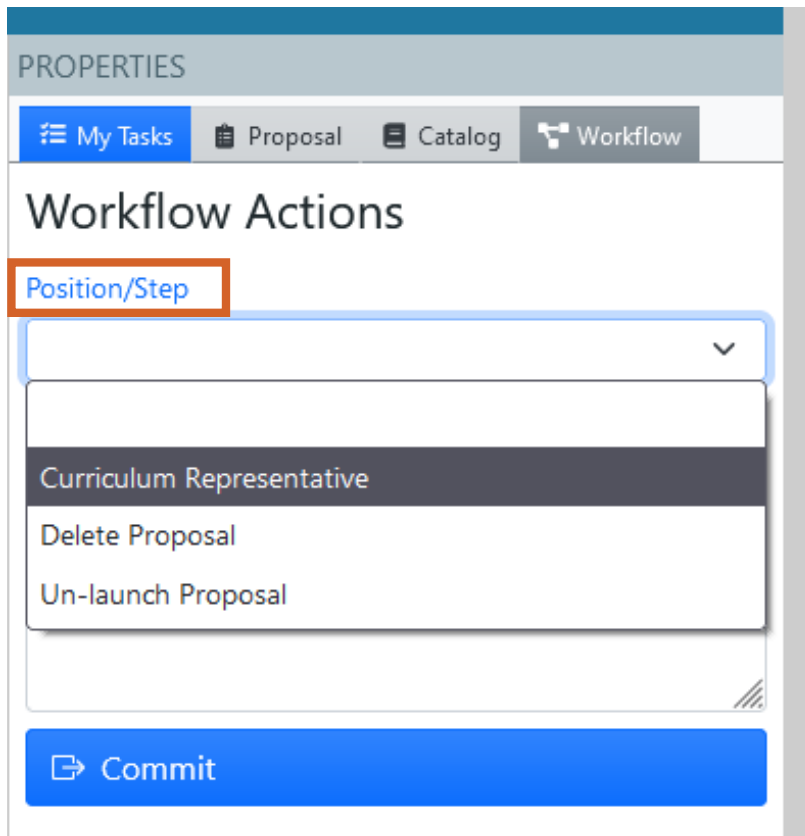 PROPERTIES
My Tasks Proposal Catalog Workflow
Workflow Actions
Position/Step
Curriculum Representative
Delete Proposal
Un-launch Proposal
Commit